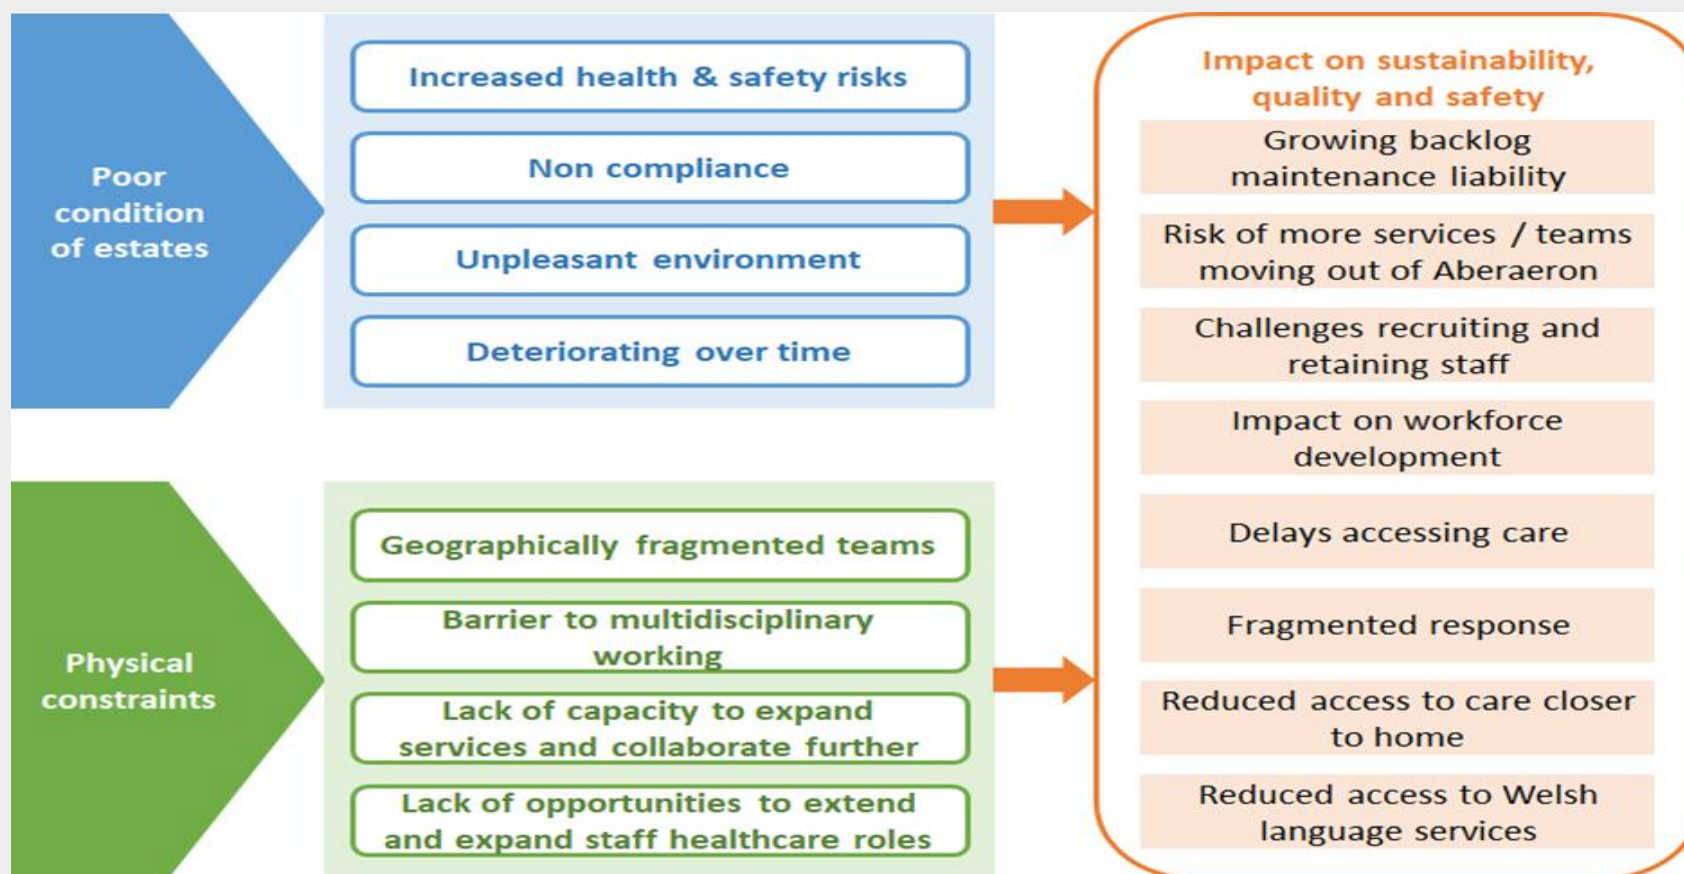 Poor
condition
of estates
Increased health & safety risks
Non compliance
Unpleasant environment
Deteriorating over time
Physical
constraints
Geographically fragmented teams
Barrier to multidisciplinary
working
Lack of capacity to expand
services and collaborate further
Lack of opportunities to extend
and expand staff healthcare roles
Impact on sustainability,
quality and safety
Growing backlog
maintenance liability
Risk of more services / teams
moving out of Aberaeron
Challenges recruiting and
retaining staff
Impact on workforce
development
Delays accessing care
Fragmented response
Reduced access to care closer
to home
Reduced access to Welsh
language services